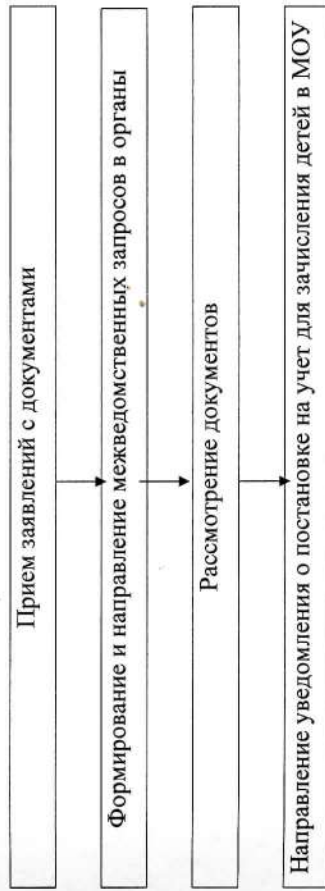 Прием заявлений с документами
Формирование и направление межведомственных запросов в органы
Рассмотрение документов
Направление уведомления о постановке на учет для зачисления детей в МОУ